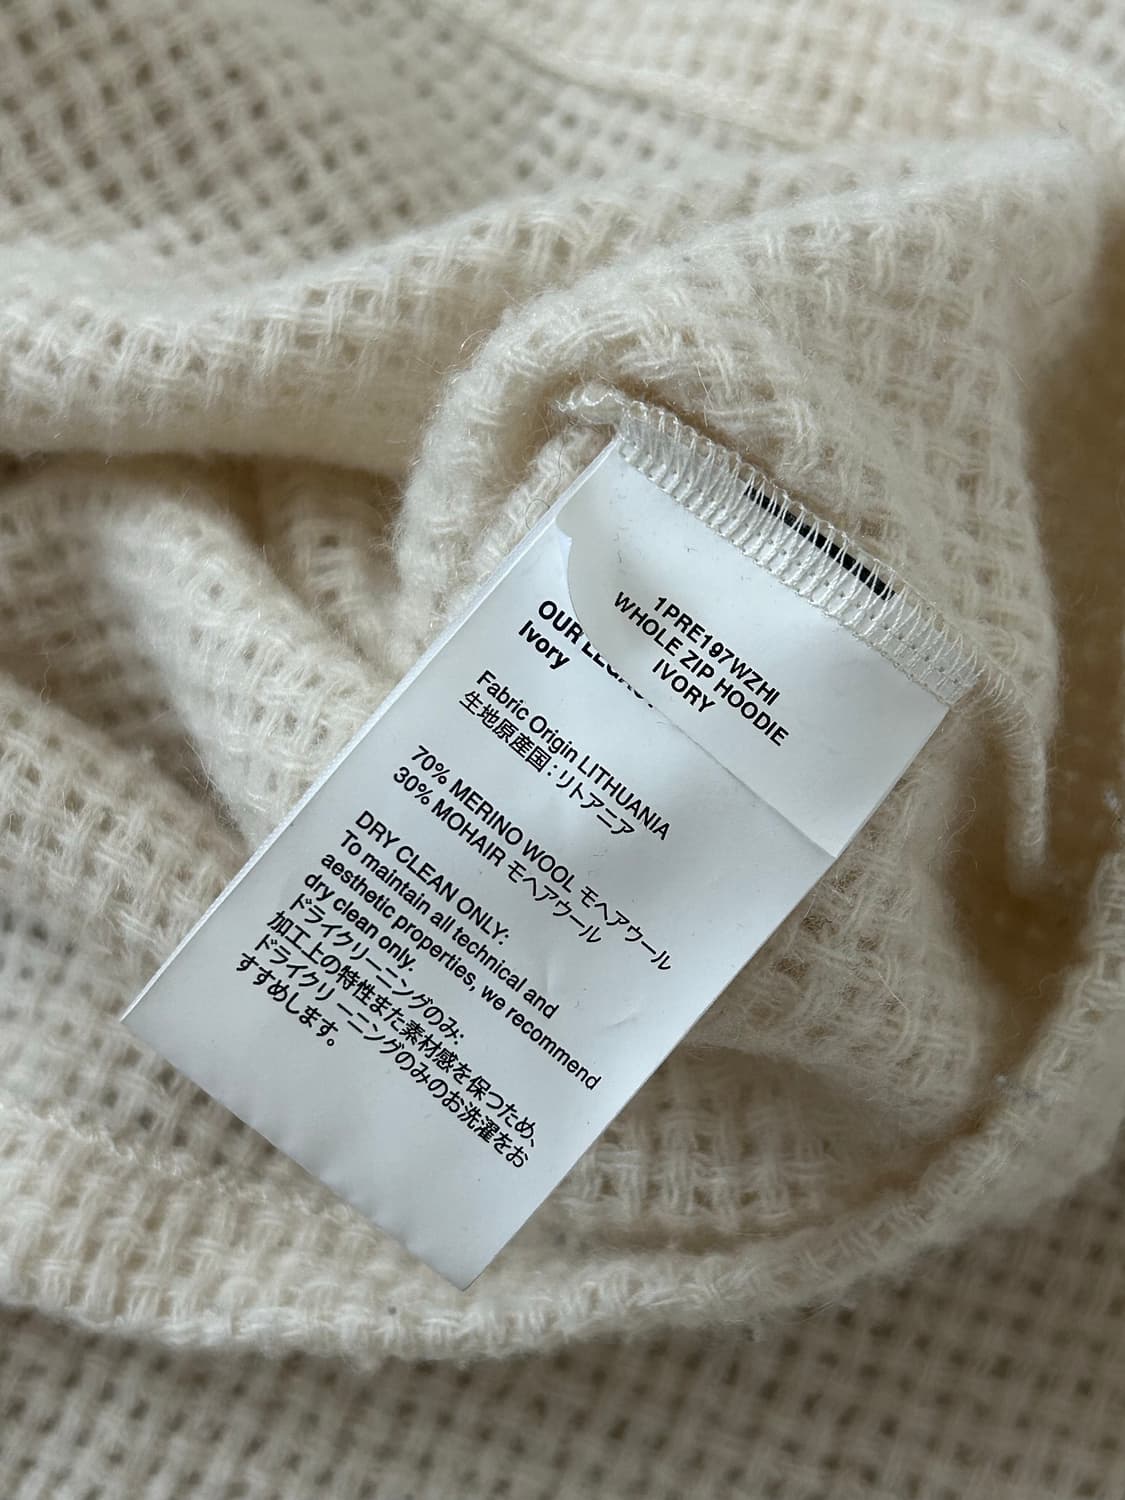 1PRE197WZHI
WHOLE ZIP HOODIE
IVORY
OUR
Ivory
Fabric Origin LITHUANIA
生地原産国：リトアニア
70% MERINO WOOL モヘアウール
30% MOHAIR モヘアウール
DRY CLEAN ONLY:
To maintain all technical and
aesthetic properties, we recommend
dry clean only.
ドライクリーニングのみ:
加工上の特性また素材感を保つため、
ドライクリーニングのみのお洗濯をお
すすめします。